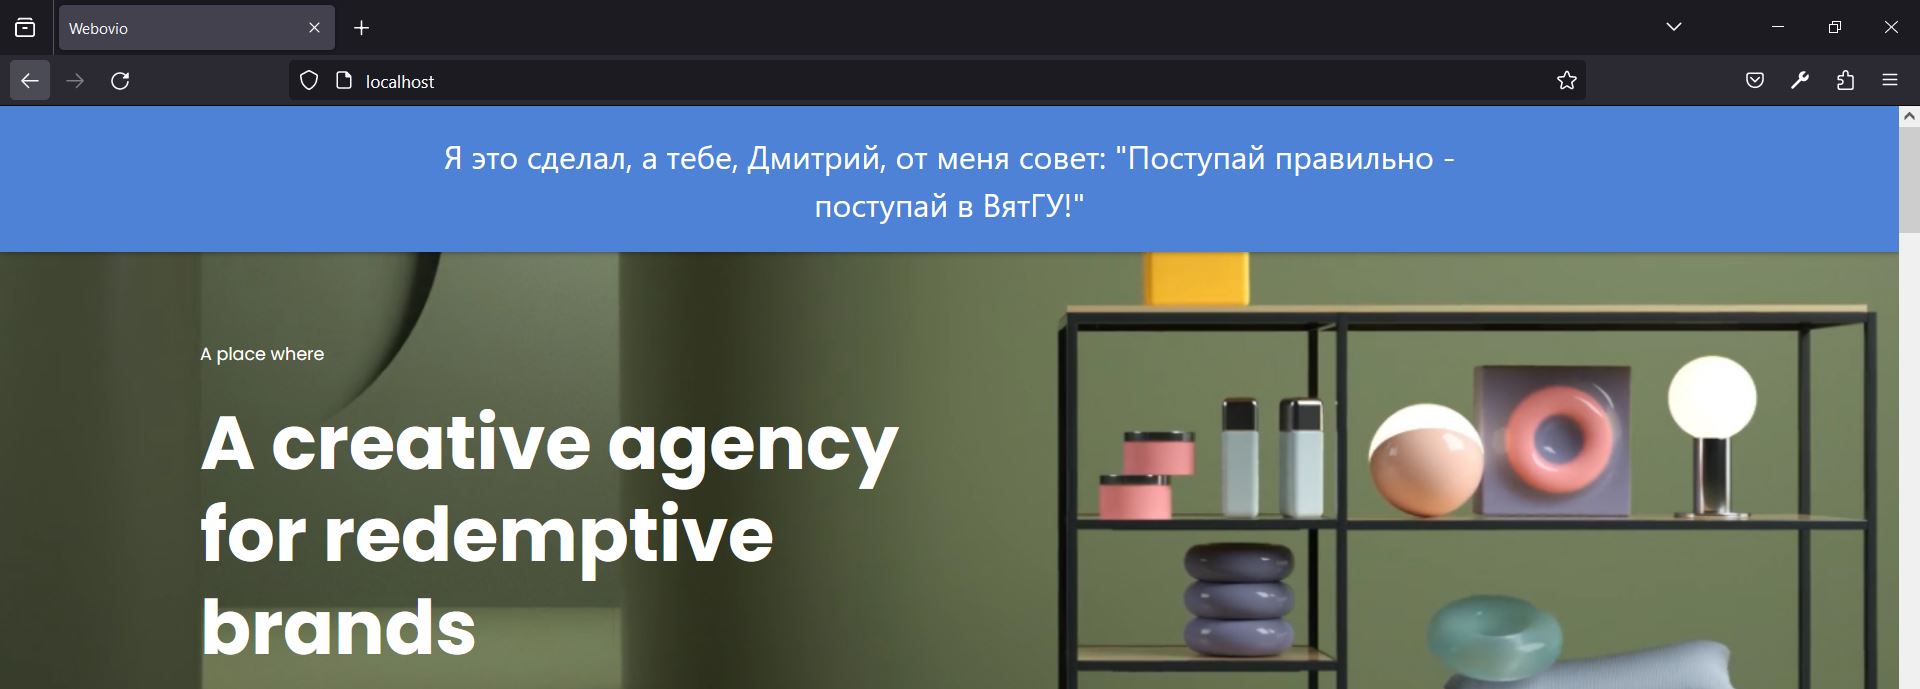 Webovio
localhost
Я это сделал, а тебе, Дмитрий, от меня совет: "Поступай правильно -
поступай в ВятГУ!"
A place where
A creative agency
for redemptive
brands